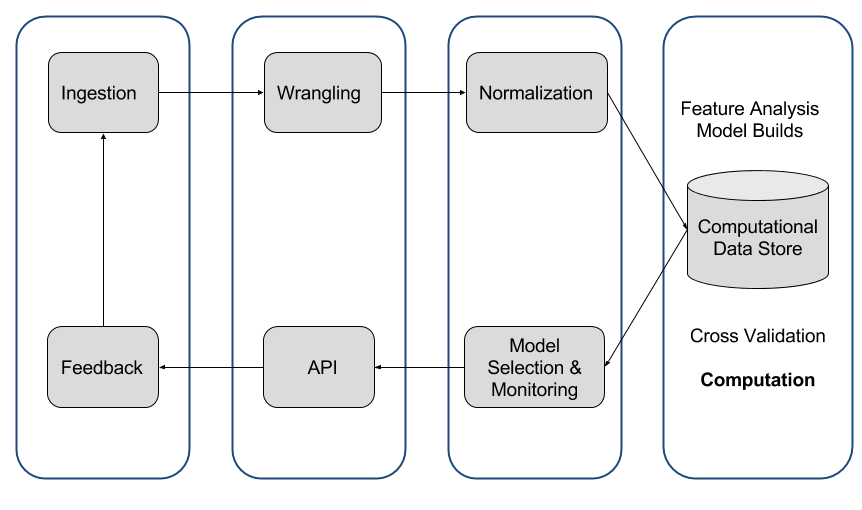 Ingestion
Wrangling
Normalization
Feature Analysis
Model Builds
Computational
Data Store
Cross Validation
Computation
Model
Selection &
Monitoring
API
Feedback